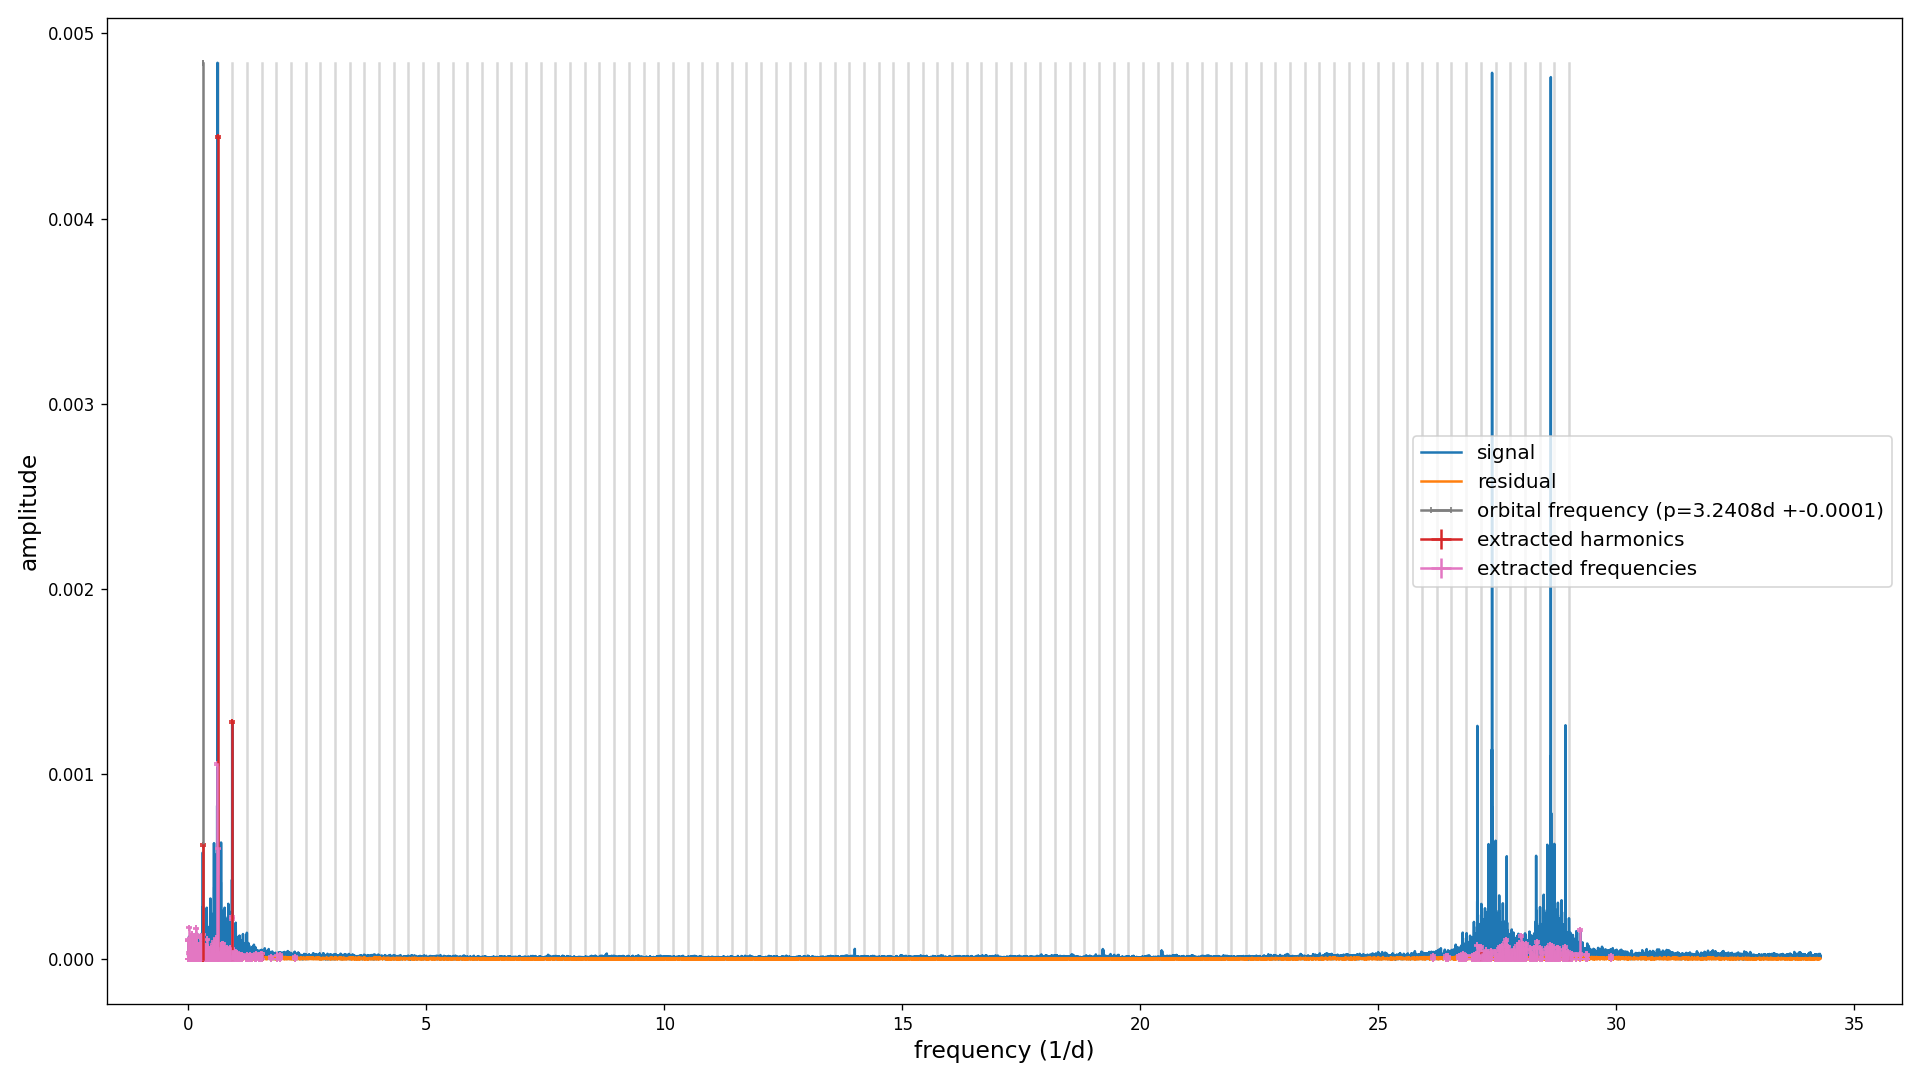 0.005
0.004
0.003
0.002
0.001
0.000
amplitude
signal
residual
orbital frequency (p=3.2408d +-0.0001)
extracted harmonics
extracted frequencies
0 5 10 15 20 25 30 35
frequency (1/d)